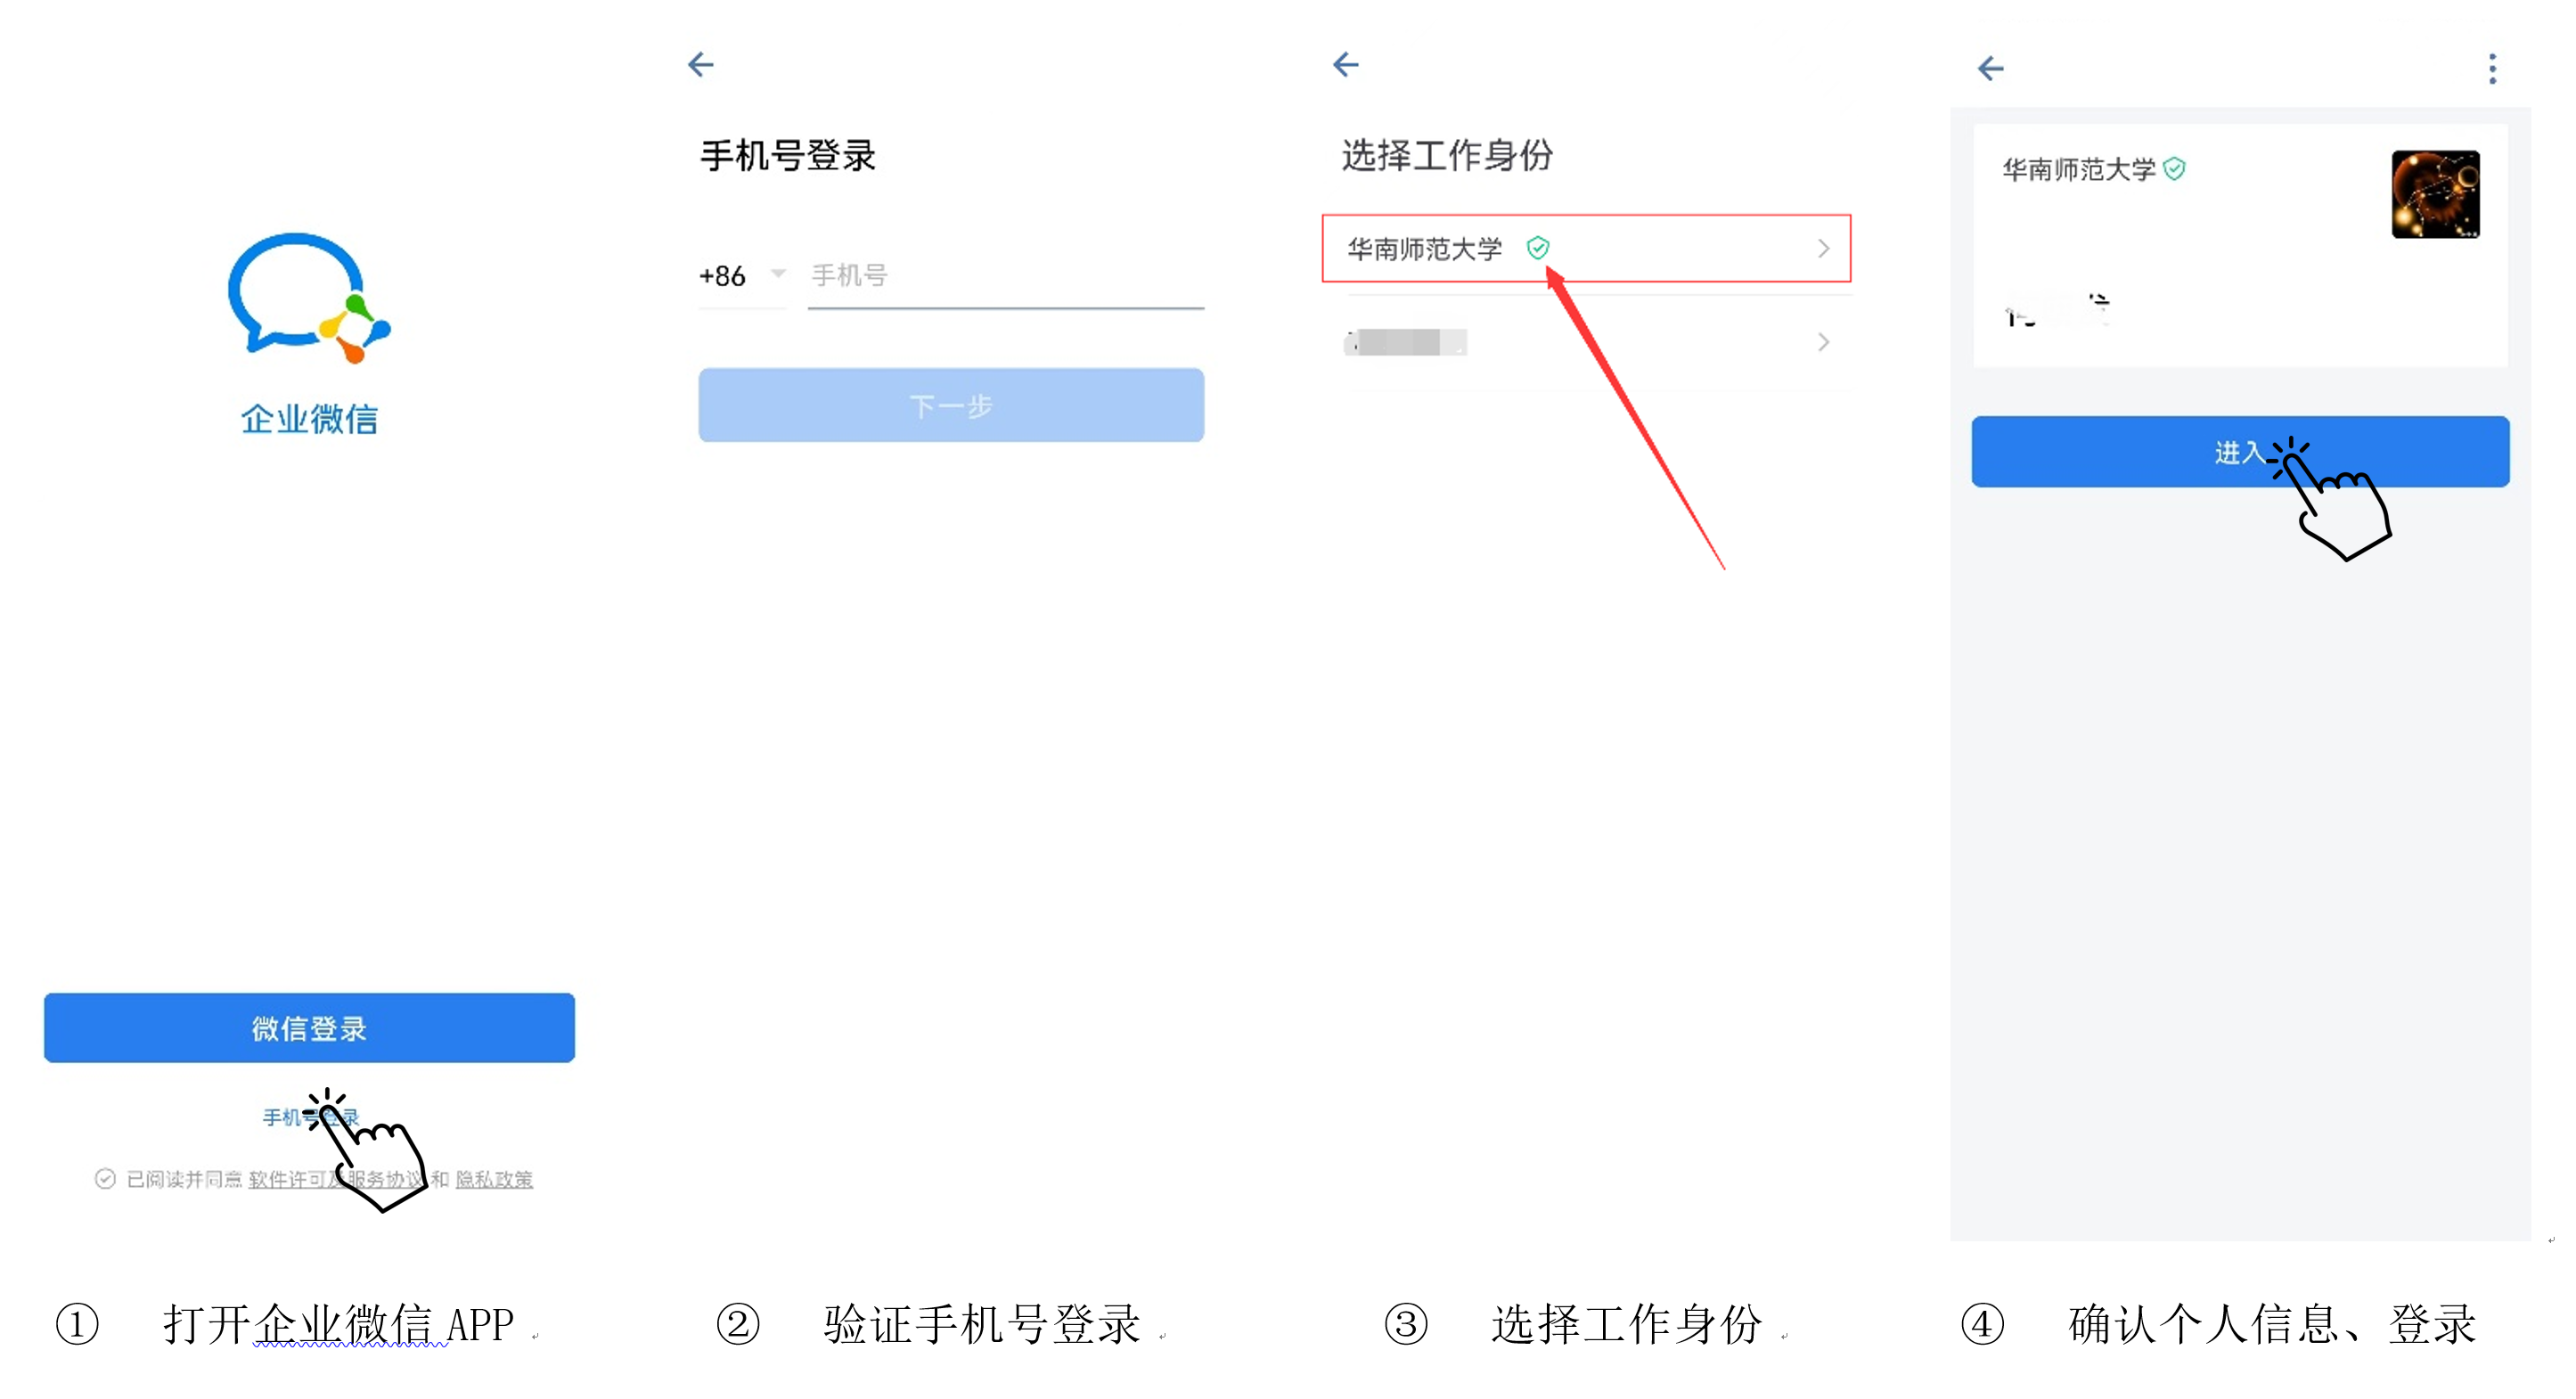 企业微信
微信登录
手机号登录
已阅读并同意 软件许可及服务协议 和 隐私政策
① 打开企业微信 APP
手机号登录
+86 手机号
下一步
② 验证手机号登录
选择工作身份
华南师范大学
③ 选择工作身份
华南师范大学
进入
④ 确认个人信息、登录